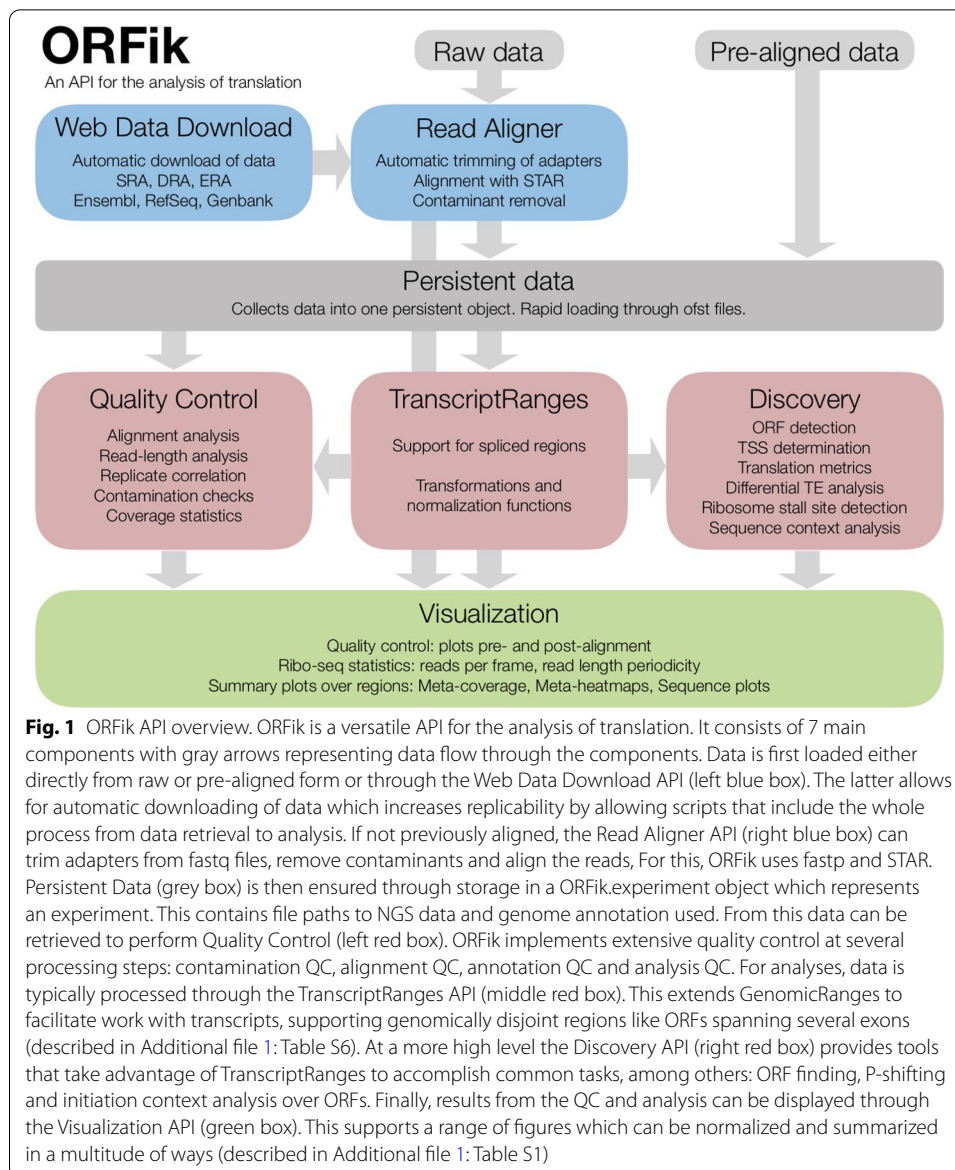 ORFik
An API for the analysis of translation
Raw data
Pre-aligned data
Web Data Download
Automatic download of data
SRA, DRA, ERA
Ensembl, RefSeq, Genbank
Read Aligner
Automatic trimming of adapters
Alignment with STAR
Contaminant removal
Persistent data
Collects data into one persistent object. Rapid loading through ofst files.
Quality Control
Alignment analysis
Read-length analysis
Replicate correlation
Contamination checks
Coverage statistics
TranscriptRanges
Support for spliced regions
Transformations and
normalization functions
Discovery
ORF detection
TSS determination
Translation metrics
Differential TE analysis
Ribosome stall site detection
Sequence context analysis
Visualization
Quality control: plots pre- and post-alignment
Ribo-seq statistics: reads per frame, read length periodicity
Summary plots over regions: Meta-coverage, Meta-heatmaps, Sequence plots
Fig. 1 ORFik API overview. ORFik is a versatile API for the analysis of translation. It consists of 7 main
components with gray arrows representing data flow through the components. Data is first loaded either
directly from raw or pre-aligned form or through the Web Data Download API (left blue box). The latter allows
for automatic downloading of data which increases replicability by allowing scripts that include the whole
process from data retrieval to analysis. If not previously aligned, the Read Aligner API (right blue box) can
trim adapters from fastq files, remove contaminants and align the reads, For this, ORFik uses fastp and STAR.
Persistent Data (grey box) is then ensured through storage in a ORFik.experiment object which represents
an experiment. This contains file paths to NGS data and genome annotation used. From this data can be
retrieved to perform Quality Control (left red box). ORFik implements extensive quality control at several
processing steps: contamination QC, alignment QC, annotation QC and analysis QC. For analyses, data is
typically processed through the TranscriptRanges API (middle red box). This extends GenomicRanges to
facilitate work with transcripts, supporting genomically disjoint regions like ORFs spanning several exons
(described in Additional file 1: Table S6). At a more high level the Discovery API (right red box) provides tools
that take advantage of TranscriptRanges to accomplish common tasks, among others: ORF finding, P-shifting
and initiation context analysis over ORFs. Finally, results from the QC and analysis can be displayed through
the Visualization API (green box). This supports a range of figures which can be normalized and summarized
in a multitude of ways (described in Additional file 1: Table S1)